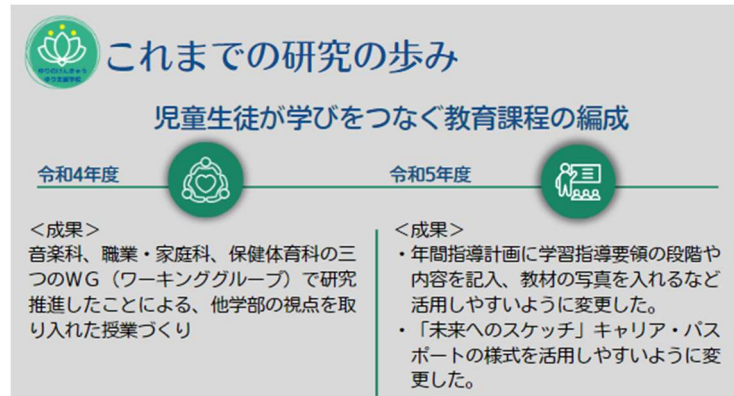 これまでの研究の歩み
児童生徒が学びをつなぐ教育課程の編成
令和4年度
<成果>
音楽科、職業・家庭科、保健体育科の三
つのWG（ワーキンググループ）で研究
推進したことによる、他学部の視点を取
り入れた授業づくり
令和5年度
<成果>
・年間指導計画に学習指導要領の段階や
内容を記入、教材の写真を入れるなど
活用しやすいように変更した。
・「未来へのスケッチ」キャリア・パス
ポートの様式を活用しやすいように変
更した。